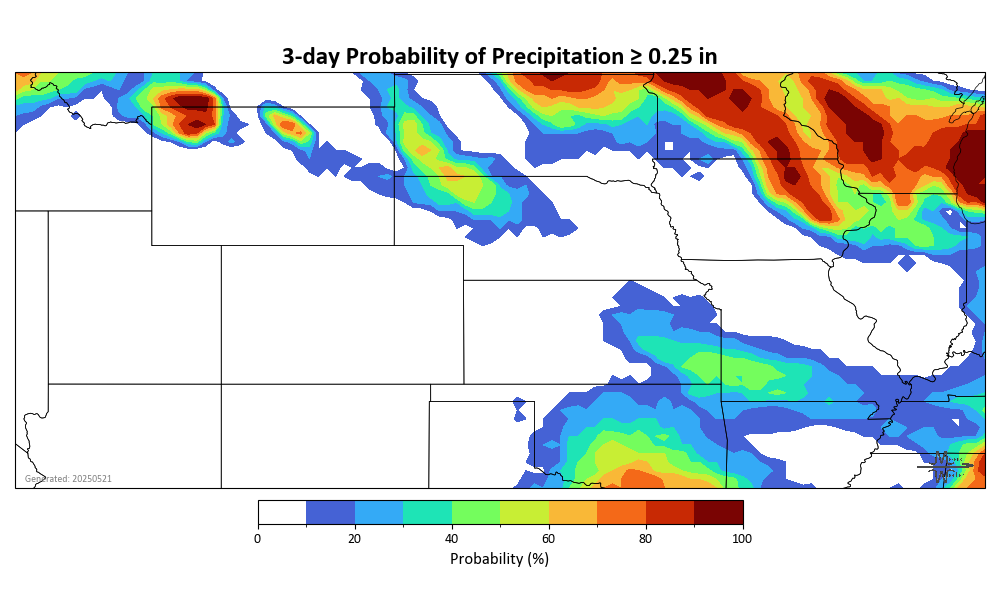 3-day Probability of Precipitation ≥ 0.25 in
Generated: 20250521
0 20 40 60 80 100
Probability (%)